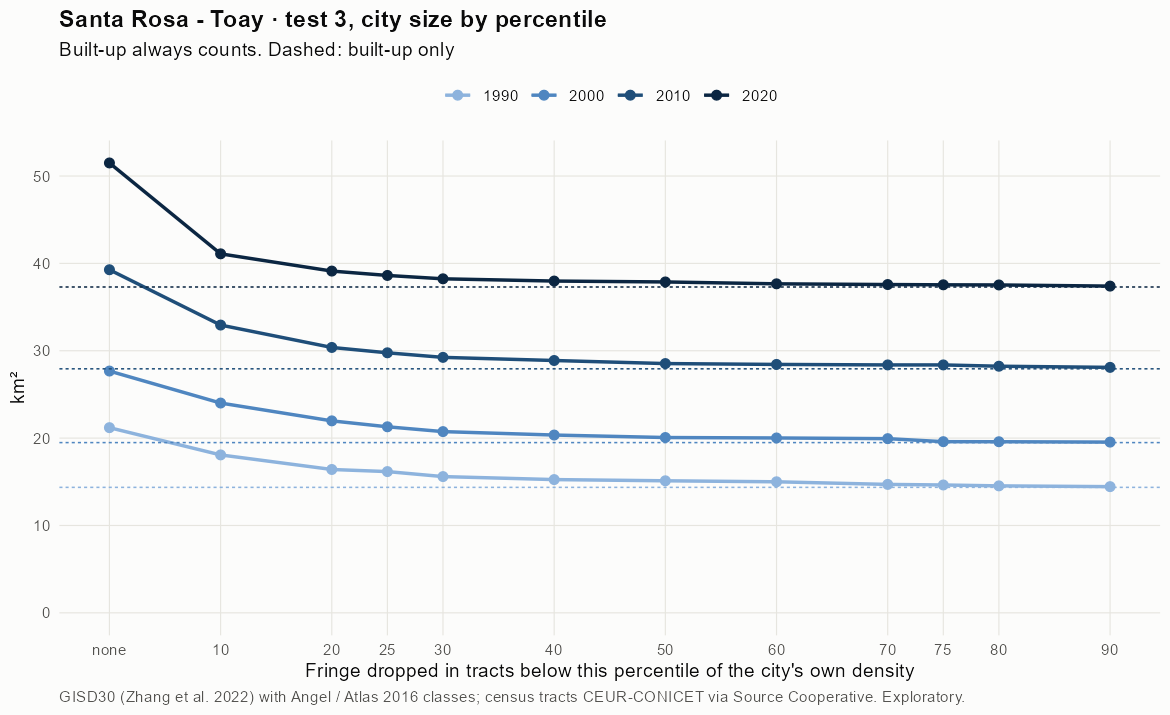 Santa Rosa - Toay · test 3, city size by percentile
Built-up always counts. Dashed: built-up only
1990 2000 2010 2020
50
40
30
20
10
0
km²
none 10 20 25 30 40 50 60 70 75 80 90
Fringe dropped in tracts below this percentile of the city's own density
GISD30 (Zhang et al. 2022) with Angel / Atlas 2016 classes; census tracts CEUR-CONICET via Source Cooperative. Exploratory.